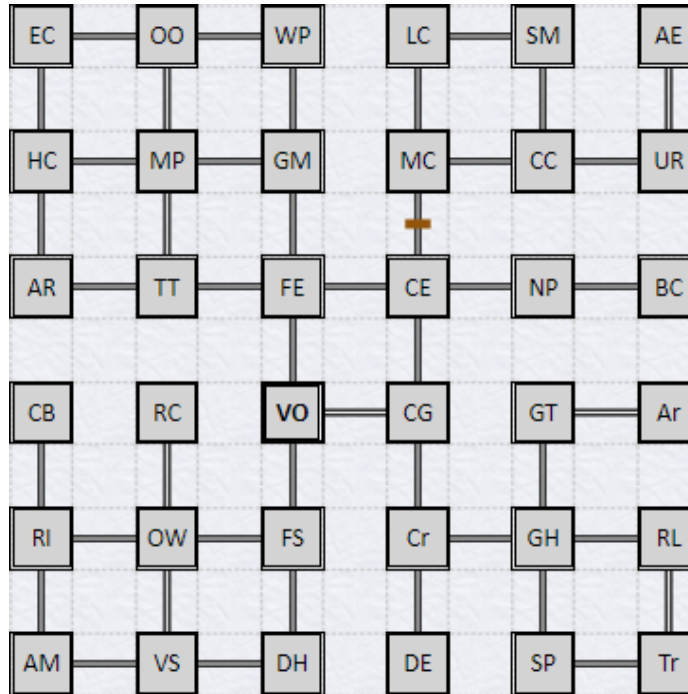 EC OO WP LC SM AE
HC MP GM MC CC UR
AR TT FE CE NP BC
CB RC VO CG GT Ar
RI OW FS Cr GH RL
AM VS DH DE SP Tr